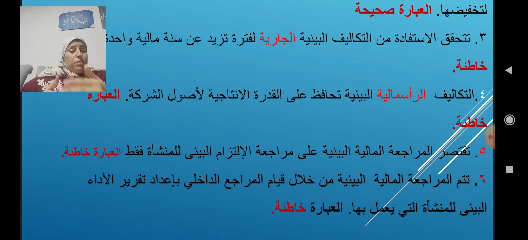 لتخفيضها. العبارة صحيحة
٣. تتحقق الاستفادة من التكاليف البيئية الجارية لفترة تزيد عن سنة مالية واحدة
خاطئة.
٤.التكاليف الرأسمالية البيئية تحافظ على القدرة الانتاجية لأصول الشركة. العبارة
خاطئة.
٥. تقتصر المراجعة المالية البيئية على مراجعة الإلتزام البيئى للمنشأة فقط العبارة خاطئة.
٦. تتم المراجعة المالية البيئية من خلال قيام المراجع الداخلي بإعداد تقرير الأداء
البيئى للمنشأة التي يعمل بها. العبارة خاطئة.